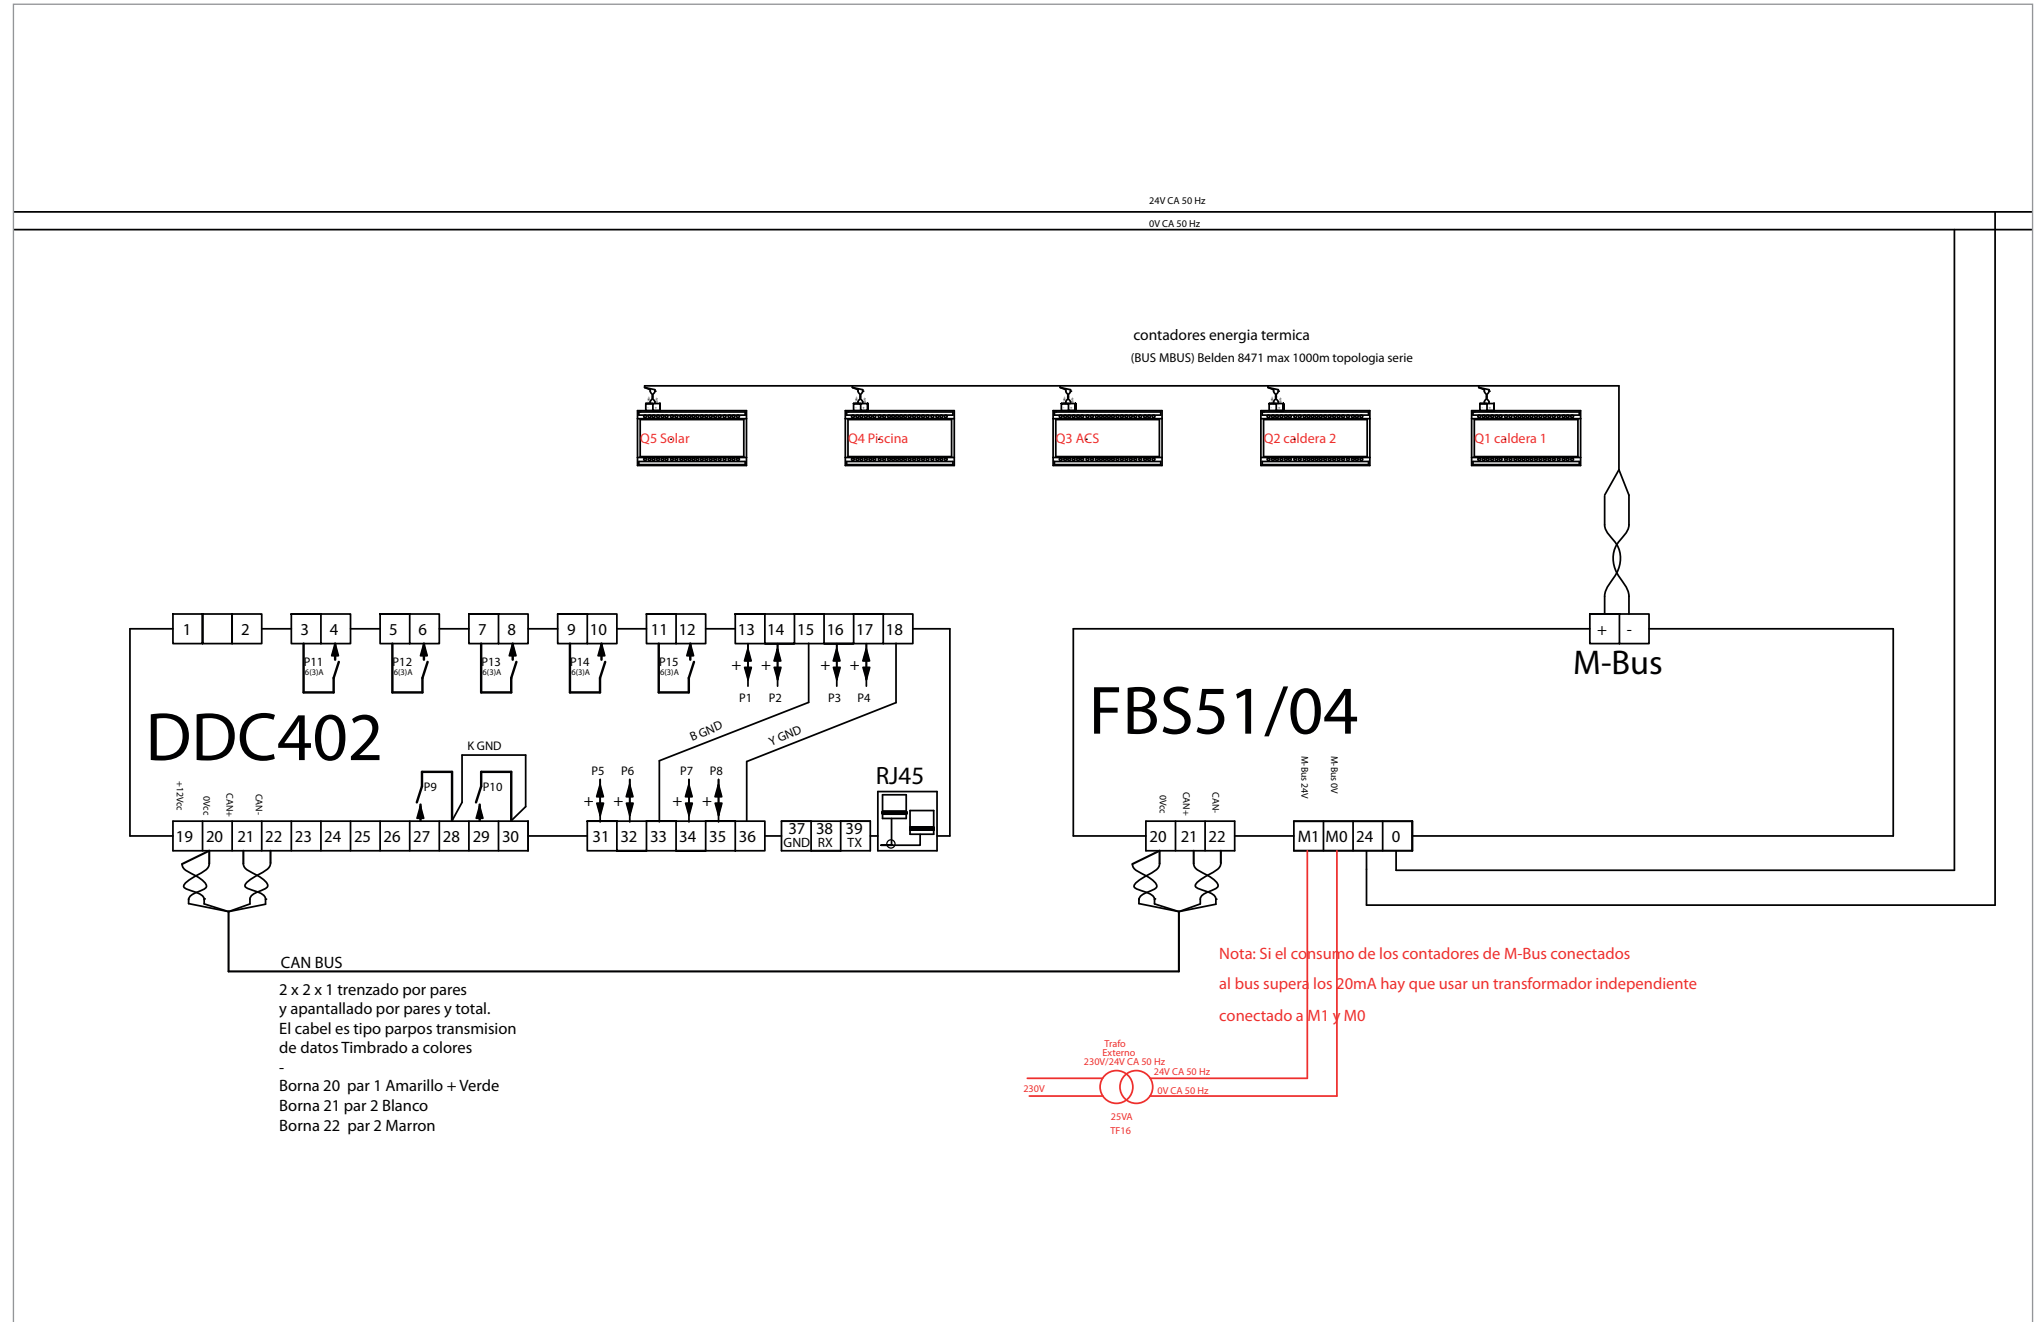 24V CA 50 Hz
0V CA 50 Hz
contadores energia termica
(BUS MBUS) Belden 8471 max 1000m topologia serie
Q5 Solar
Q4 Piscina
Q3 ACS
Q2 caldera 2
Q1 caldera 1
1 2 3 4 5 6 7 8 9 10 11 12 13 14 15 16 17 18
P11
6(3)A
P12
6(3)A
P13
6(3)A
P14
6(3)A
P15
6(3)A
+ + + +
P1 P2 P3 P4
DDC402
B GND
Y GND
K GND
P9
P10
P5 P6 P7 P8
+ + + +
RJ45
+12Vcc
0Vcc
CAN+
CAN-
19 20 21 22 23 24 25 26 27 28 29 30 31 32 33 34 35 36
37 38 39
GND RX TX
+ -
M-Bus
FBS51/04
M-Bus 24V
M-Bus 0V
0Vcc
CAN+
CAN-
20 21 22 M1 M0 24 0
CAN BUS
2 x 2 x 1 trenzado por pares
y apantallado por pares y total.
El cabel es tipo parpos transmision
de datos Timbrado a colores
-
Borna 20 par 1 Amarillo + Verde
Borna 21 par 2 Blanco
Borna 22 par 2 Marron
Nota: Si el consumo de los contadores de M-Bus conectados
al bus supera los 20mA hay que usar un transformador independiente
conectado a M1 y M0
Trafo
Externo
230V/24V CA 50 Hz
24V CA 50 Hz
230V
0V CA 50 Hz
25VA
TF16